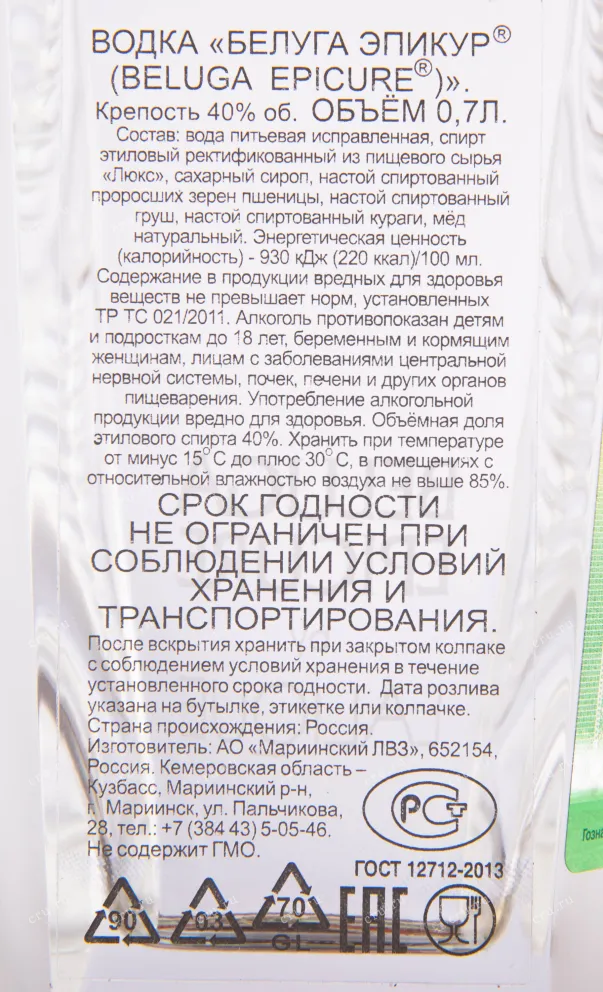 ВОДКА «БЕЛУГА ЭПИКУР®
(BELUGA EPICURE®)».
Крепость 40% об. ОБЪЁМ 0,7Л.
Состав: вода питьевая исправленная, спирт
этиловый ректификованный из пищевого сырья
«Люкс», сахарный сироп, настой спиртованный
проросших зерен пшеницы, настой спиртованный
груш, настой спиртованный кураги, мёд
натуральный. Энергетическая ценность
(калорийность) - 930 кДж (220 ккал)/100 мл.
Содержание в продукции вредных для здоровья
веществ не превышает норм, установленных
ТР ТС 021/2011. Алкоголь противопоказан детям
и подросткам до 18 лет, беременным и кормящим
женщинам, лицам с заболеваниями центральной
нервной системы, почек, печени и других органов
пищеварения. Употребление алкогольной
продукции вредно для здоровья. Объёмная доля
этилового спирта 40%. Хранить при температуре
от минус 15°С до плюс 30°С, в помещениях с
относительной влажностью воздуха не выше 85%.
СРОК ГОДНОСТИ
НЕ ОГРАНИЧЕН ПРИ
СОБЛЮДЕНИИ УСЛОВИЙ
ХРАНЕНИЯ И
ТРАНСПОРТИРОВАНИЯ.
После вскрытия хранить при закрытом колпаке
с соблюдением условий хранения в течение
установленного срока годности. Дата розлива
указана на бутылке, этикетке или колпачке.
Страна происхождения: Россия.
Изготовитель: АО «Мариинский ЛВЗ», 652154,
Россия. Кемеровская область –
Кузбасс, Мариинский р-н,
г. Мариинск, ул. Пальчикова,
28, тел.: +7 (384 43) 5-05-46.
Не содержит ГМО.
РСТ
ГОСТ 12712-2013
90 03 70 EAC
GL
Гозна